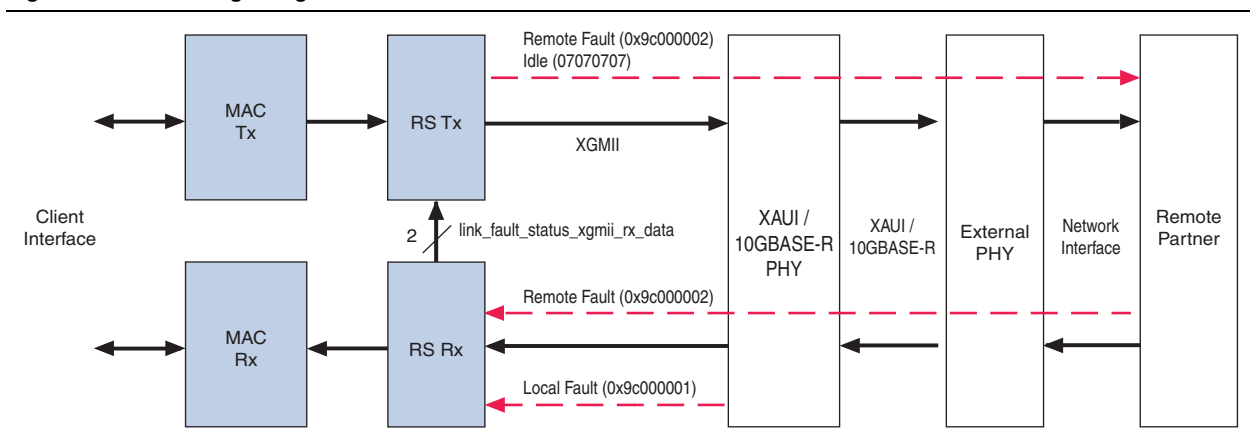 Remote Fault (0x9c000002)
Idle (07070707)
MAC
Tx
RS Tx
XGMII
Client
Interface
2
link_fault_status_xgmii_rx_data
XAUI /
10GBASE-R
PHY
XAUI /
10GBASE-R
External
PHY
Network
Interface
Remote
Partner
Remote Fault (0x9c000002)
MAC
Rx
RS Rx
Local Fault (0x9c000001)